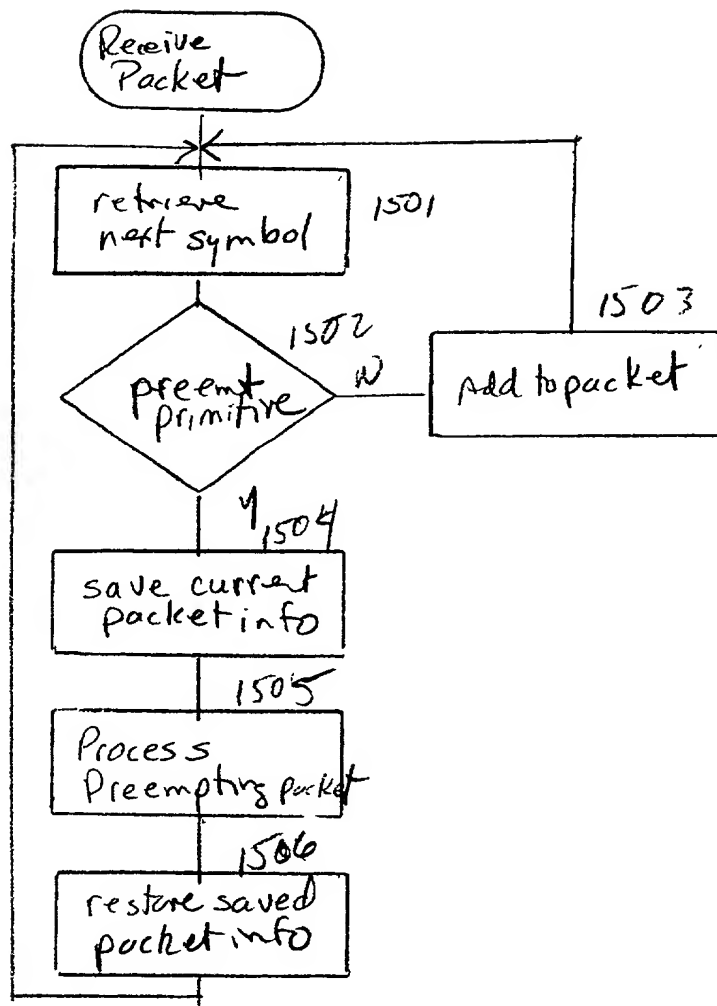 Receive
Packet
retrieve
next symbol
1501
1502
1503
preemt
primitive
N
Add to packet
Y
1504
save current
packet info
1505
Process
Preempting packet
1506
restore saved
packet info